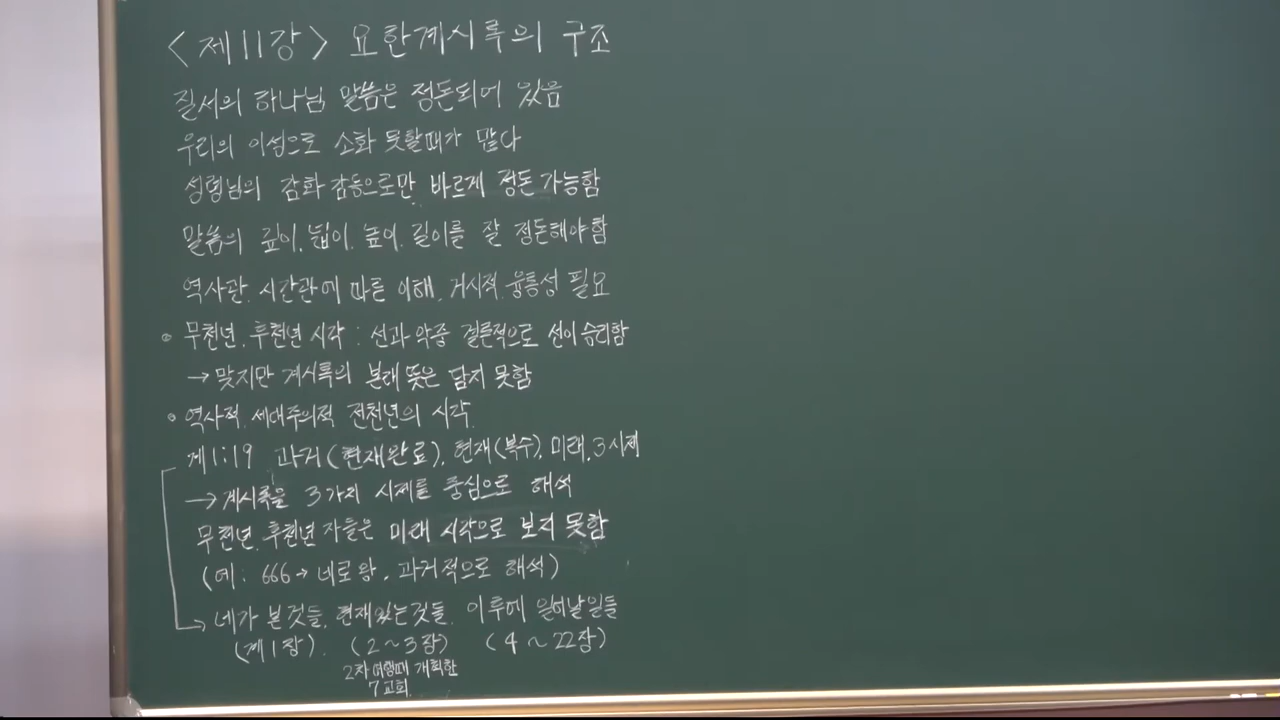 <제11강> 요한계시록의 구조
질서의 하나님 말씀은 정돈되어 있음
우리의 이성으로 소화 못할때가 많다
성령님의 감화 감동으로만, 바르게 정돈 가능함
말씀의 깊이, 넓이, 높이, 길이를 잘 정돈해야 함
역사관, 시간관에 따른 이해, 거시적, 융통성 필요
◦ 무천년, 후천년 시각 : 선과 악중 결론적으로 선이 승리함
→ 맞지만 계시록의 본래 뜻은 담지 못함
◦ 역사적, 세대주의적 전천년의 시각
계1:19 과거(현재완료), 현재(복수), 미래, 3시제
→ 계시록을 3가지 시제를 중심으로 해석
무천년, 후천년 자들은 미래 시각으로 보지 못함
(예: 666→네로왕, 과거적으로 해석)
네가 본것들, 현재있는것들, 이후에 일어날일들
(계1장). (2~3장) (4~22장)
2차 여행때 개척한
7교회